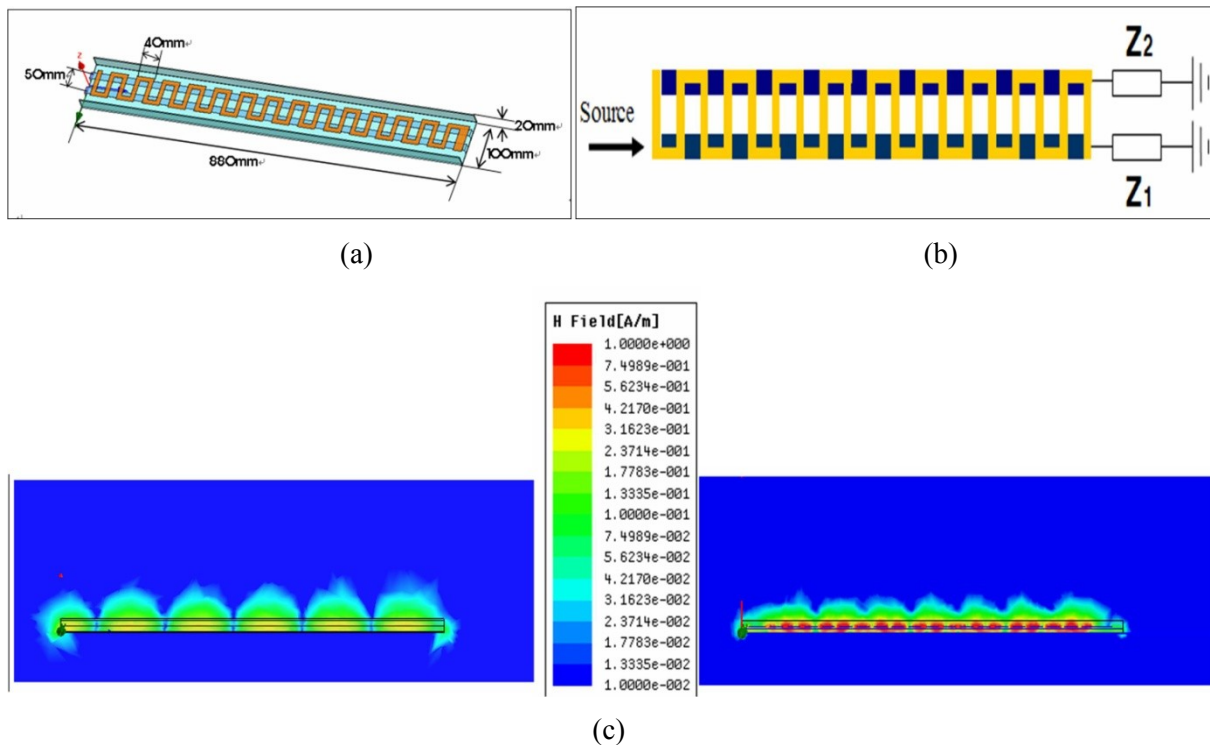 z
40mm
50mm
880mm
20mm
100mm
(a)
Source
Z2
Z1
(b)
H Field[A/m]
1.0000e+000
7.4989e-001
5.6234e-001
4.2170e-001
3.1623e-001
2.3714e-001
1.7783e-001
1.3335e-001
1.0000e-001
7.4989e-002
5.6234e-002
4.2170e-002
3.1623e-002
2.3714e-002
1.7783e-002
1.3335e-002
1.0000e-002
(c)